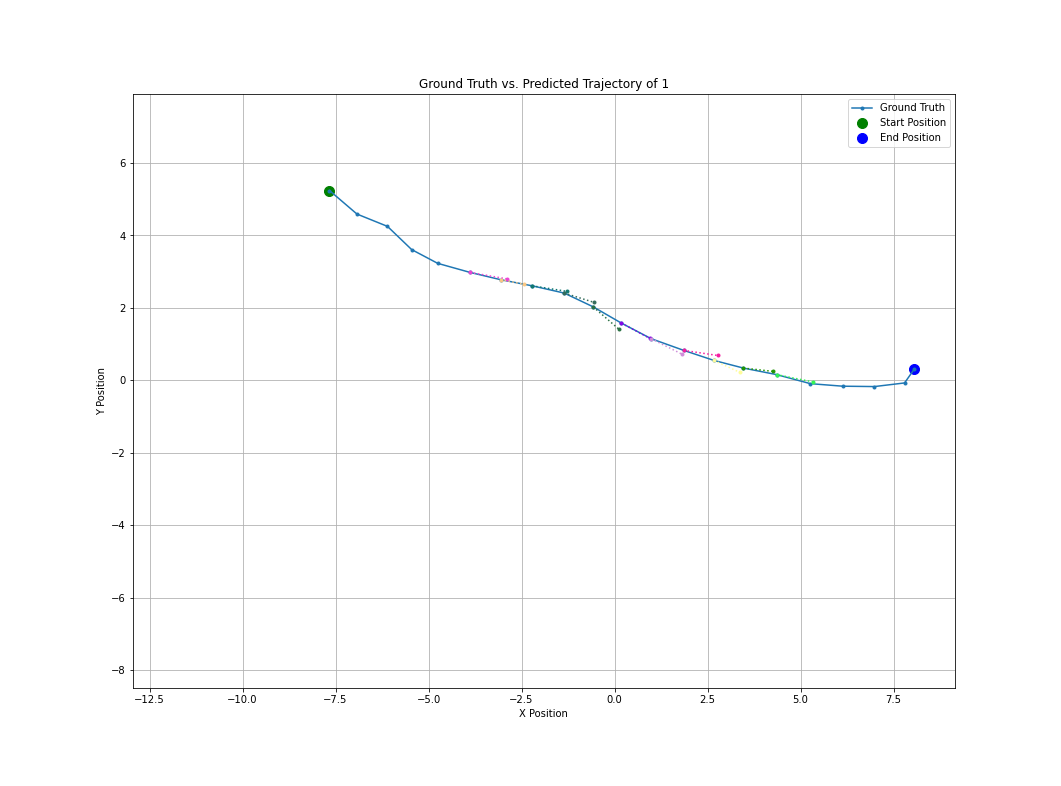 Ground Truth vs. Predicted Trajectory of 1
Ground Truth
Start Position
End Position
6
4
2
0
−2
−4
−6
−8
Y Position
−12.5 −10.0 −7.5 −5.0 −2.5 0.0 2.5 5.0 7.5
X Position